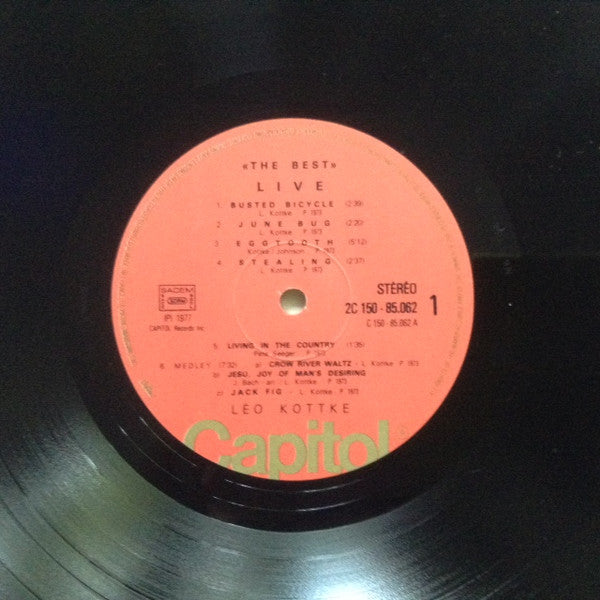 «THE BEST»
LIVE
1. BUSTED BICYCLE (2:39)
L. Kottke P 1973
2. JUNE BUG (2:20)
L. Kottke P 1973
3. EGGTOOTH (5:12)
Kottke / Johnson P 1973
4. STEALING (2:37)
L. Kottke P 1973
SACEM
(P) 1977
CAPITOL Records Inc
STÉRÉO
2C 150 - 85.062 1
C 150 - 85.062 A
5. LIVING IN THE COUNTRY (1:35)
Pete Seeger P 1973
6. MEDLEY (7:32) a) CROW RIVER WALTZ - L. Kottke P 1973
b) JESU, JOY OF MAN'S DESIRING
J. Bach - arr : L. Kottke P 1973
c) JACK FIG - L. Kottke P 1973
LEO KOTTKE
Capitol